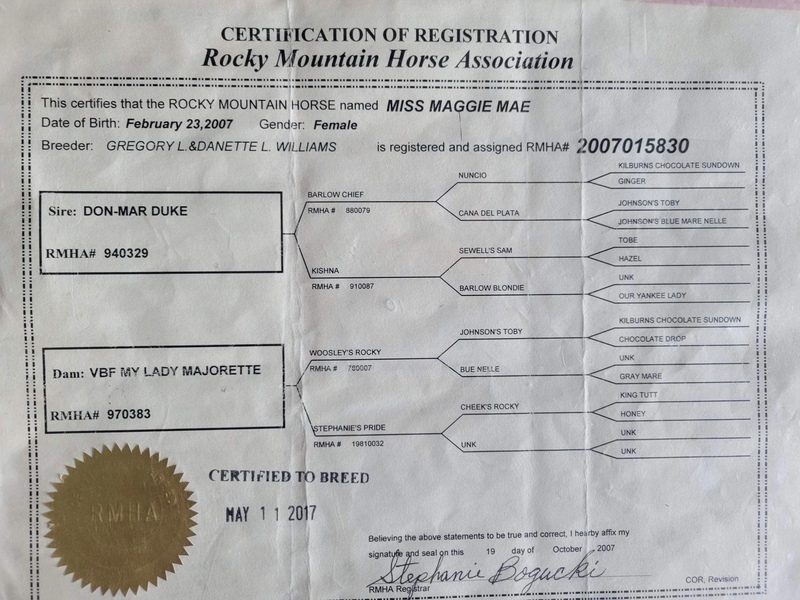 CERTIFICATION OF REGISTRATION
Rocky Mountain Horse Association
This certifies that the ROCKY MOUNTAIN HORSE named MISS MAGGIE MAE
Date of Birth: February 23,2007 Gender: Female
Breeder: GREGORY L.&DANETTE L. WILLIAMS is registered and assigned RMHA# 2007015830
Sire: DON-MAR DUKE
RMHA# 940329
BARLOW CHIEF
RMHA # 880079
KISHNA
RMHA # 910087
NUNCIO
CANA DEL PLATA
SEWELL'S SAM
BARLOW BLONDIE
KILBURNS CHOCOLATE SUNDOWN
GINGER
JOHNSON'S TOBY
JOHNSON'S BLUE MARE NELLE
TOBE
HAZEL
UNK
OUR YANKEE LADY
Dam: VBF MY LADY MAJORETTE
RMHA# 970383
WOOSLEY'S ROCKY
RMHA # 780007
STEPHANIE'S PRIDE
RMHA # 19810032
JOHNSON'S TOBY
BUE NELLE
CHEEK'S ROCKY
UNK
KILBURNS CHOCOLATE SUNDOWN
CHOCOLATE DROP
UNK
GRAY MARE
KING TUTT
HONEY
UNK
UNK
RMHA
CERTIFIED TO BREED
MAY 11 2017
Believing the above statements to be true and correct, I hearby affix my
signature and seal on this 19 day of October , 2007
Stephanie Bogucki
RMHA Registrar
COR, Revision